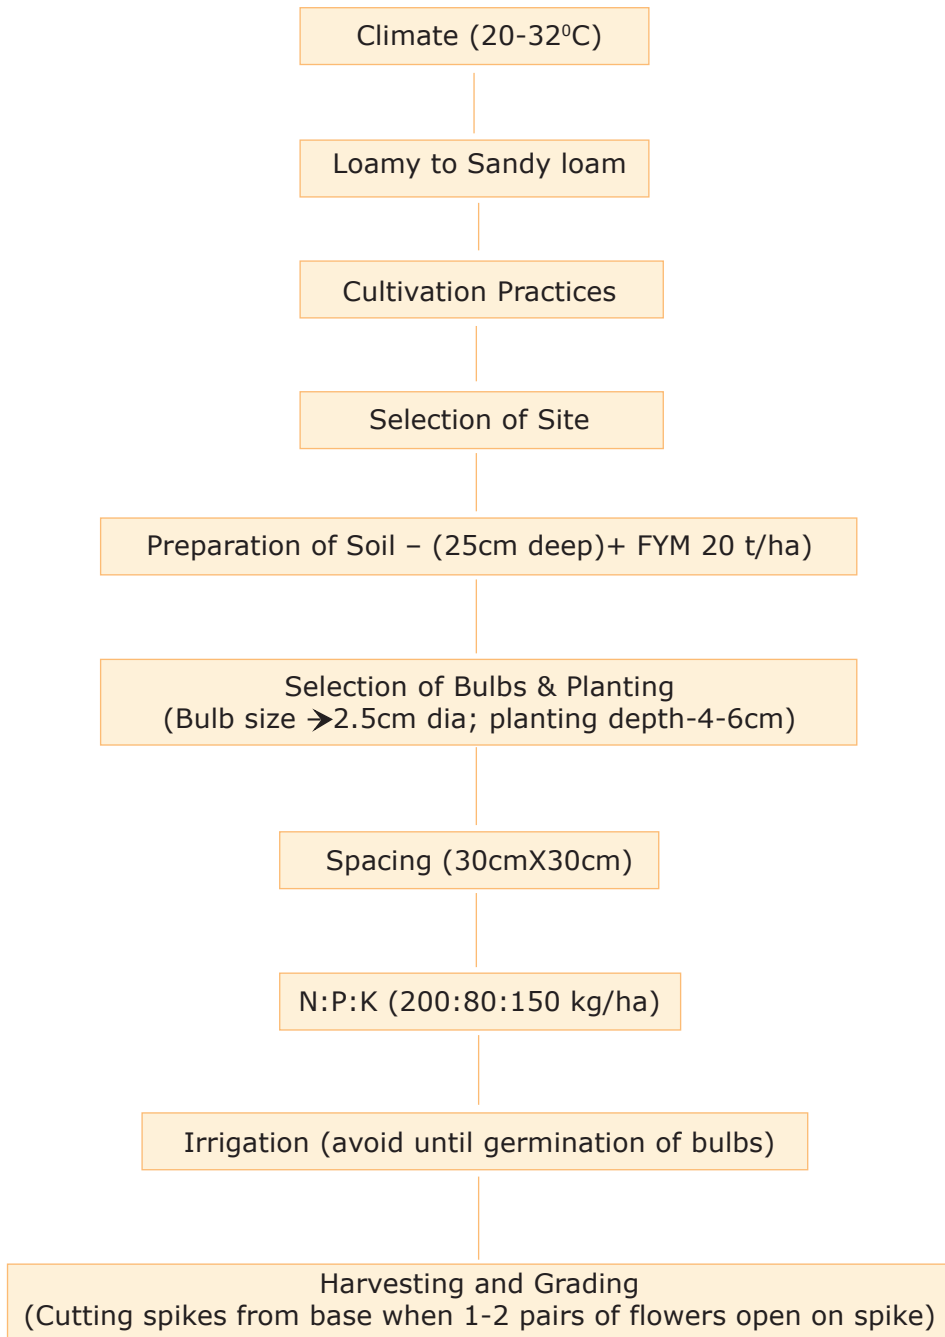 Climate (20-32⁰C)
Loamy to Sandy loam
Cultivation Practices
Selection of Site
Preparation of Soil – (25cm deep)+ FYM 20 t/ha)
Selection of Bulbs & Planting
(Bulb size ➔2.5cm dia; planting depth-4-6cm)
Spacing (30cmX30cm)
N:P:K (200:80:150 kg/ha)
Irrigation (avoid until germination of bulbs)
Harvesting and Grading
(Cutting spikes from base when 1-2 pairs of flowers open on spike)